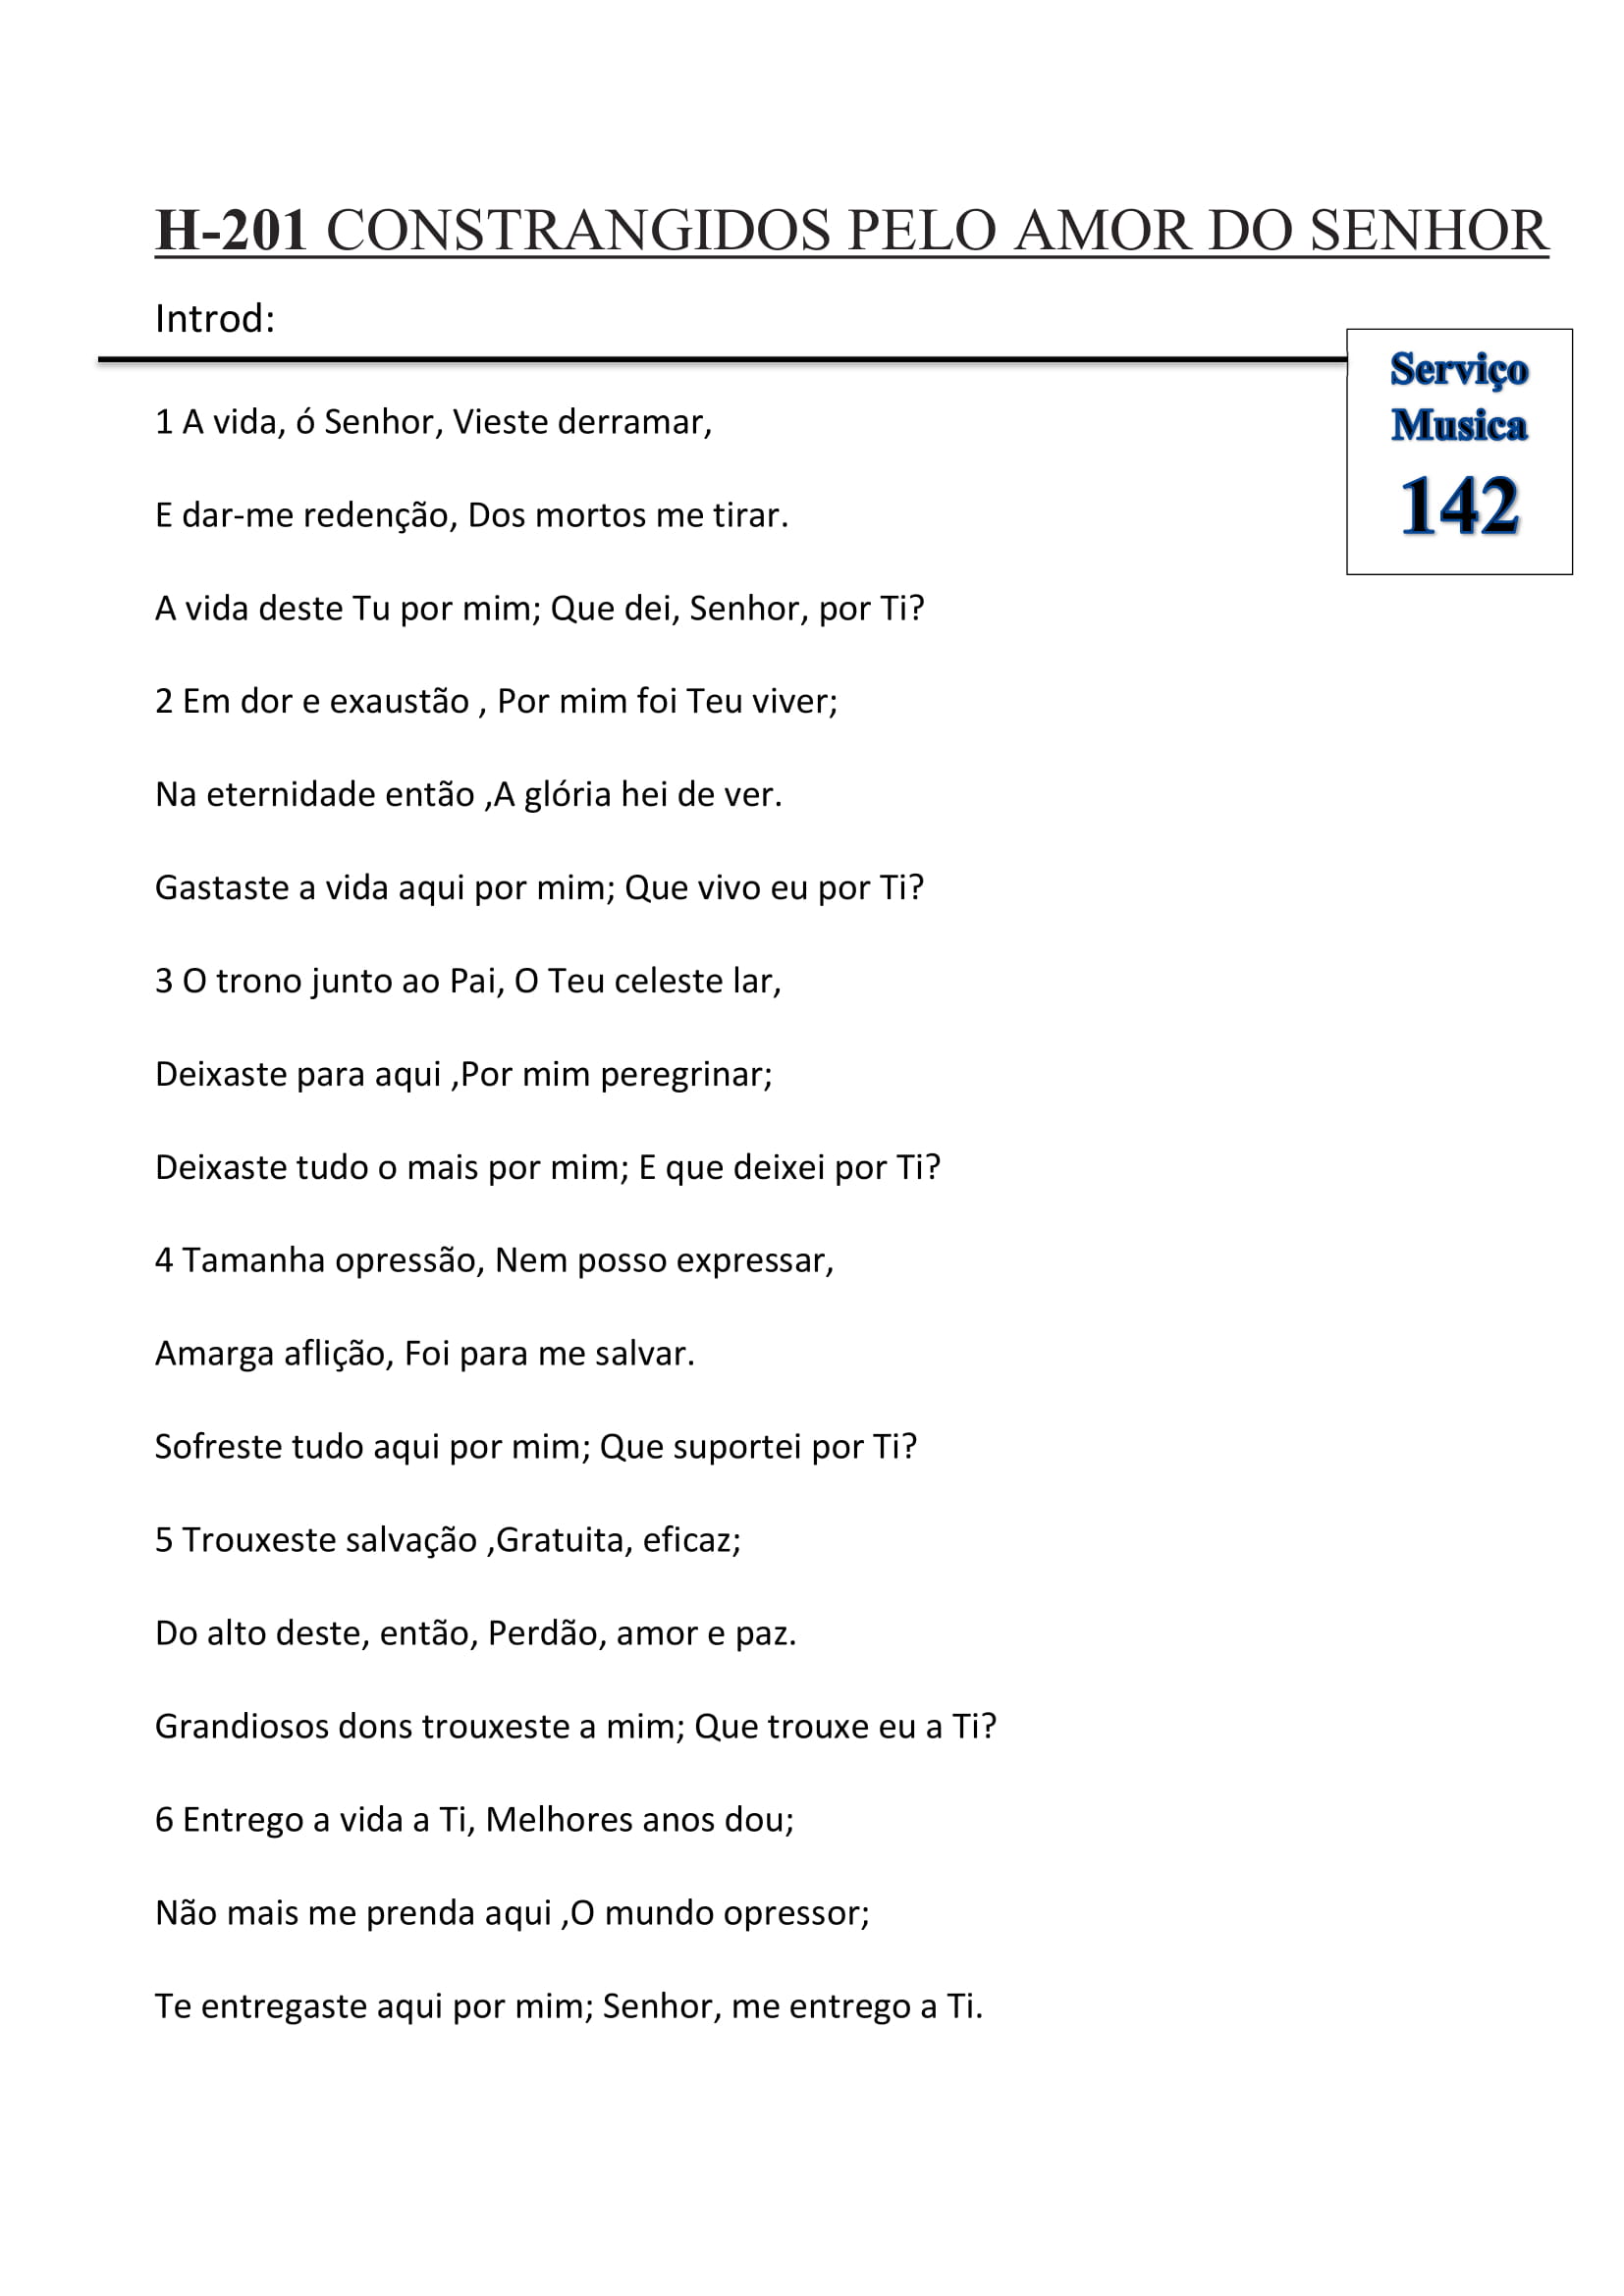 H-201 CONSTRANGIDOS PELO AMOR DO SENHOR
Introd:
Serviço
Musica
142
1 A vida, ó Senhor, Vieste derramar,
E dar-me redenção, Dos mortos me tirar.
A vida deste Tu por mim; Que dei, Senhor, por Ti?
2 Em dor e exaustão , Por mim foi Teu viver;
Na eternidade então ,A glória hei de ver.
Gastaste a vida aqui por mim; Que vivo eu por Ti?
3 O trono junto ao Pai, O Teu celeste lar,
Deixaste para aqui ,Por mim peregrinar;
Deixaste tudo o mais por mim; E que deixei por Ti?
4 Tamanha opressão, Nem posso expressar,
Amarga aflição, Foi para me salvar.
Sofreste tudo aqui por mim; Que suportei por Ti?
5 Trouxeste salvação ,Gratuita, eficaz;
Do alto deste, então, Perdão, amor e paz.
Grandiosos dons trouxeste a mim; Que trouxe eu a Ti?
6 Entrego a vida a Ti, Melhores anos dou;
Não mais me prenda aqui ,O mundo opressor;
Te entregaste aqui por mim; Senhor, me entrego a Ti.